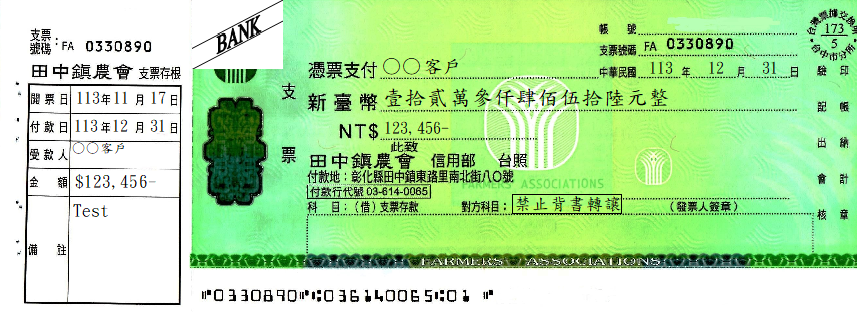 支票
號碼: FA 0330890
田中鎮農會 支票存根
開票日 113年11月17日
付款日 113年12月31日
受款人 〇〇客戶
金額 $123,456-
備註 Test
BANK
帳號
支票號碼 FA 0330890
中華民國 113 年 12 月 31 日
台灣票據交換所
173
5
台中市分所
憑票支付 〇〇客戶
新臺幣 壹拾貳萬參仟肆佰伍拾陸元整
NT$ 123,456-
支票
此致
田中鎮農會 信用部 台照
付款地: 彰化縣田中鎮東路里南北街八〇號
付款行代號 03-614-0065
FARMERS' ASSOCIATIONS
科目: (借) 支票存款 對方科目: 禁止背書轉讓 (發票人簽章)
驗印
記帳
出納
會計
核章
FARMERS' ASSOCIATIONS
⑈0330890⑈⑆036140065⑆01 ⑈